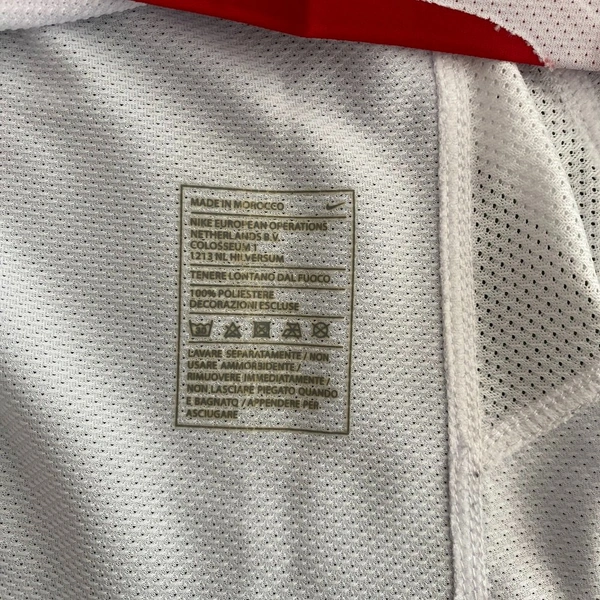 MADE IN MOROCCO
NIKE EUROPEAN OPERATIONS
NETHERLANDS B.V.
COLOSSEUM 1
1213 NL HILVERSUM
TENERE LONTANO DAL FUOCO.
100% POLIESTERE
DECORAZIONI ESCLUSE
LAVARE SEPARATAMENTE / NON
USARE AMMORBIDENTE /
RIMUOVERE IMMEDIATAMENTE /
NON LASCIARE PIEGATO QUANDO
E BAGNATO / APPENDERE PER
ASCIUGARE